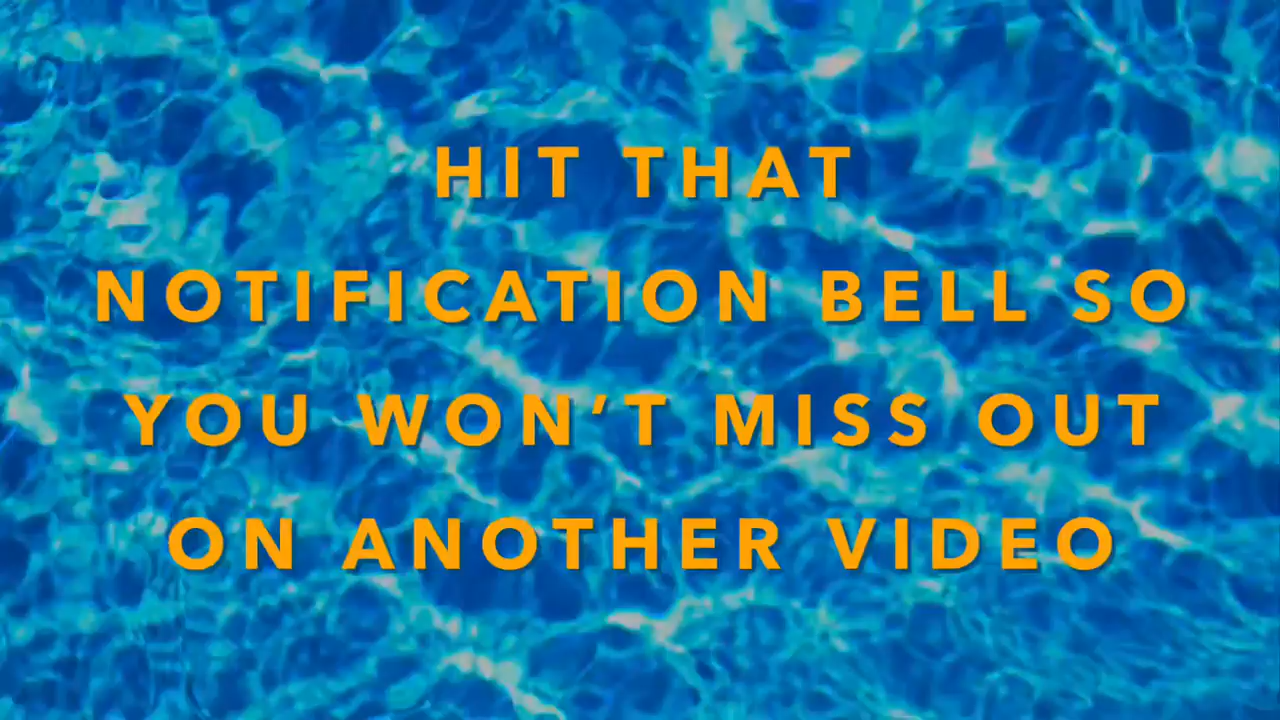 HIT THAT
NOTIFICATION BELL SO
YOU WON’T MISS OUT
ON ANOTHER VIDEO